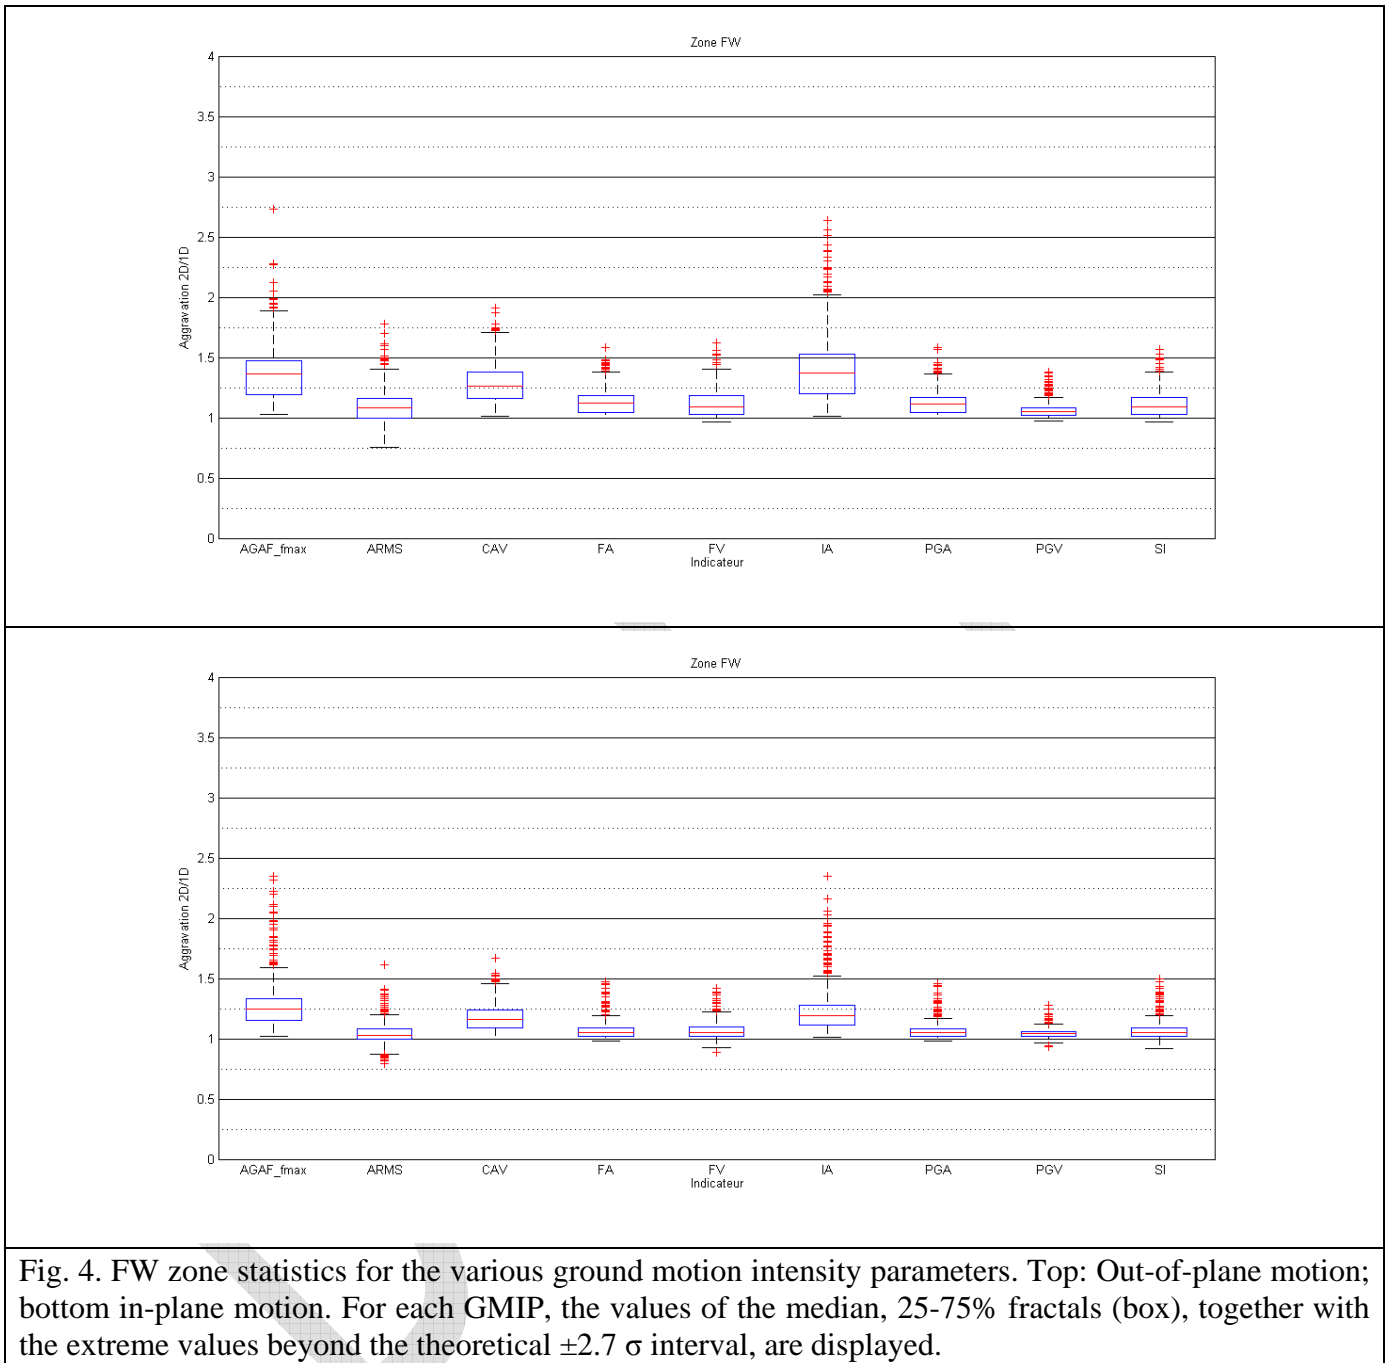 Zone FW
4
3.5
3
2.5
2
1.5
1
0.5
0
Aggravation 2D/1D
AGAF_fmax ARMS CAV FA FV IA PGA PGV SI
Indicateur
Zone FW
4
3.5
3
2.5
2
1.5
1
0.5
0
Aggravation 2D/1D
AGAF_fmax ARMS CAV FA FV IA PGA PGV SI
Indicateur
Fig. 4. FW zone statistics for the various ground motion intensity parameters. Top: Out-of-plane motion;
bottom in-plane motion. For each GMIP, the values of the median, 25-75% fractals (box), together with
the extreme values beyond the theoretical ±2.7 σ interval, are displayed.